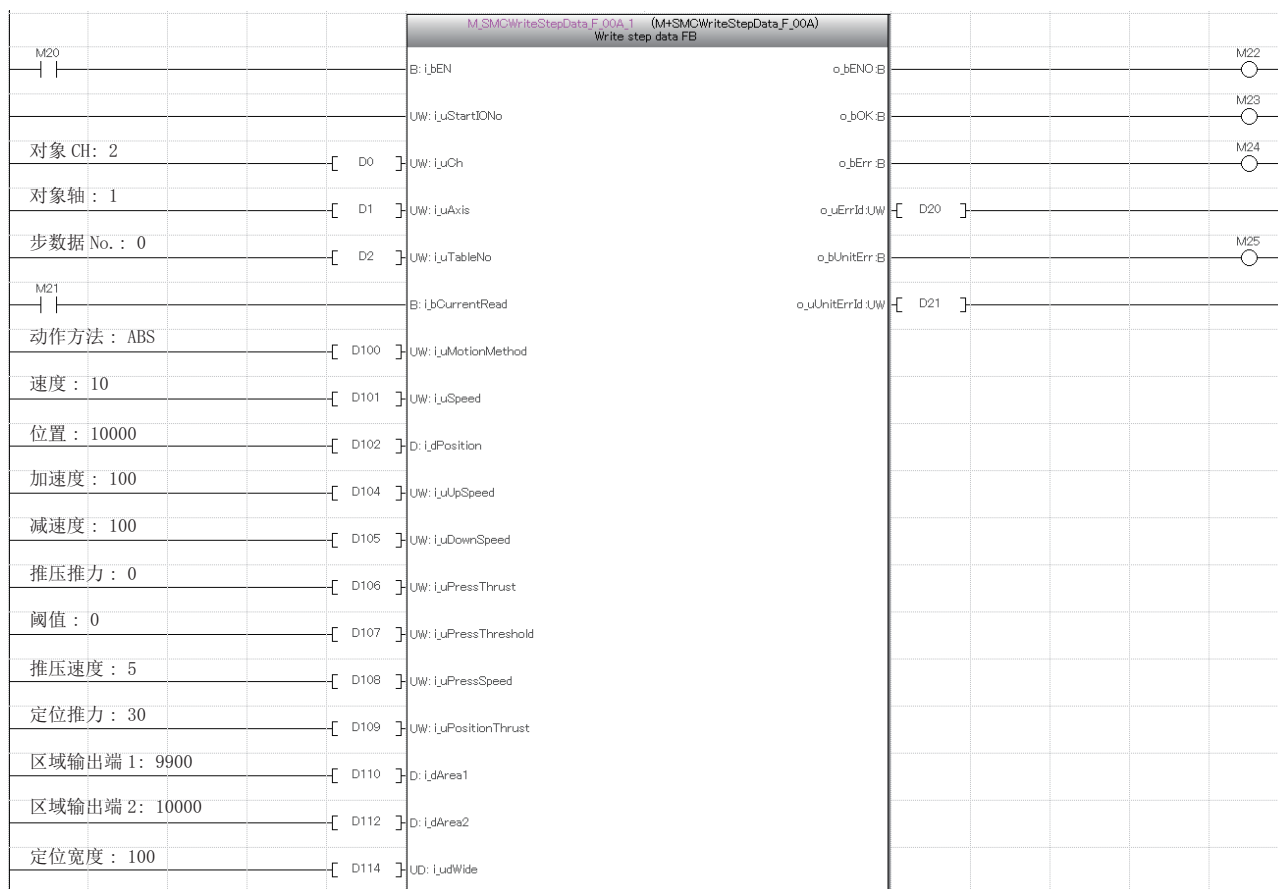 M_SMCWriteStepData_F_00A_1 (M+SMCWriteStepData_F_00A)
Write step data FB
M20 B: i_bEN o_bENO:B M22
UW: i_uStartIONo o_bOK:B M23
对象 CH: 2 D0 UW: i_uCh o_bErr:B M24
对象轴: 1 D1 UW: i_uAxis o_uErrId:UW D20
步数据 No.: 0 D2 UW: i_uTableNo o_bUnitErr:B M25
M21 B: i_bCurrentRead o_uUnitErrId:UW D21
动作方法: ABS D100 UW: i_uMotionMethod
速度: 10 D101 UW: i_uSpeed
位置: 10000 D102 D: i_dPosition
加速度: 100 D104 UW: i_uUpSpeed
减速度: 100 D105 UW: i_uDownSpeed
推压推力: 0 D106 UW: i_uPressThrust
阈值: 0 D107 UW: i_uPressThreshold
推压速度: 5 D108 UW: i_uPressSpeed
定位推力: 30 D109 UW: i_uPositionThrust
区域输出端 1: 9900 D110 D: i_dArea1
区域输出端 2: 10000 D112 D: i_dArea2
定位宽度: 100 D114 UD: i_udWide